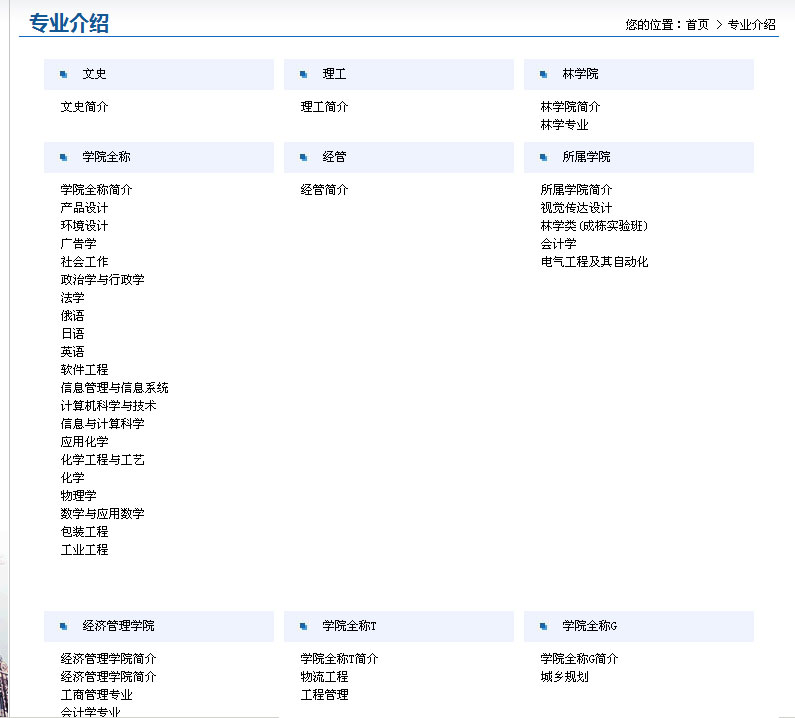 专业介绍
您的位置：首页 > 专业介绍
文史
文史简介
理工
理工简介
林学院
林学院简介
林学专业
学院全称
学院全称简介
产品设计
环境设计
广告学
社会工作
政治学与行政学
法学
俄语
日语
英语
软件工程
信息管理与信息系统
计算机科学与技术
信息与计算科学
应用化学
化学工程与工艺
化学
物理学
数学与应用数学
包装工程
工业工程
经管
经管简介
所属学院
所属学院简介
视觉传达设计
林学类(成栋实验班)
会计学
电气工程及其自动化
经济管理学院
经济管理学院简介
经济管理学院简介
工商管理专业
会计学专业
学院全称T
学院全称T简介
物流工程
工程管理
学院全称G
学院全称G简介
城乡规划